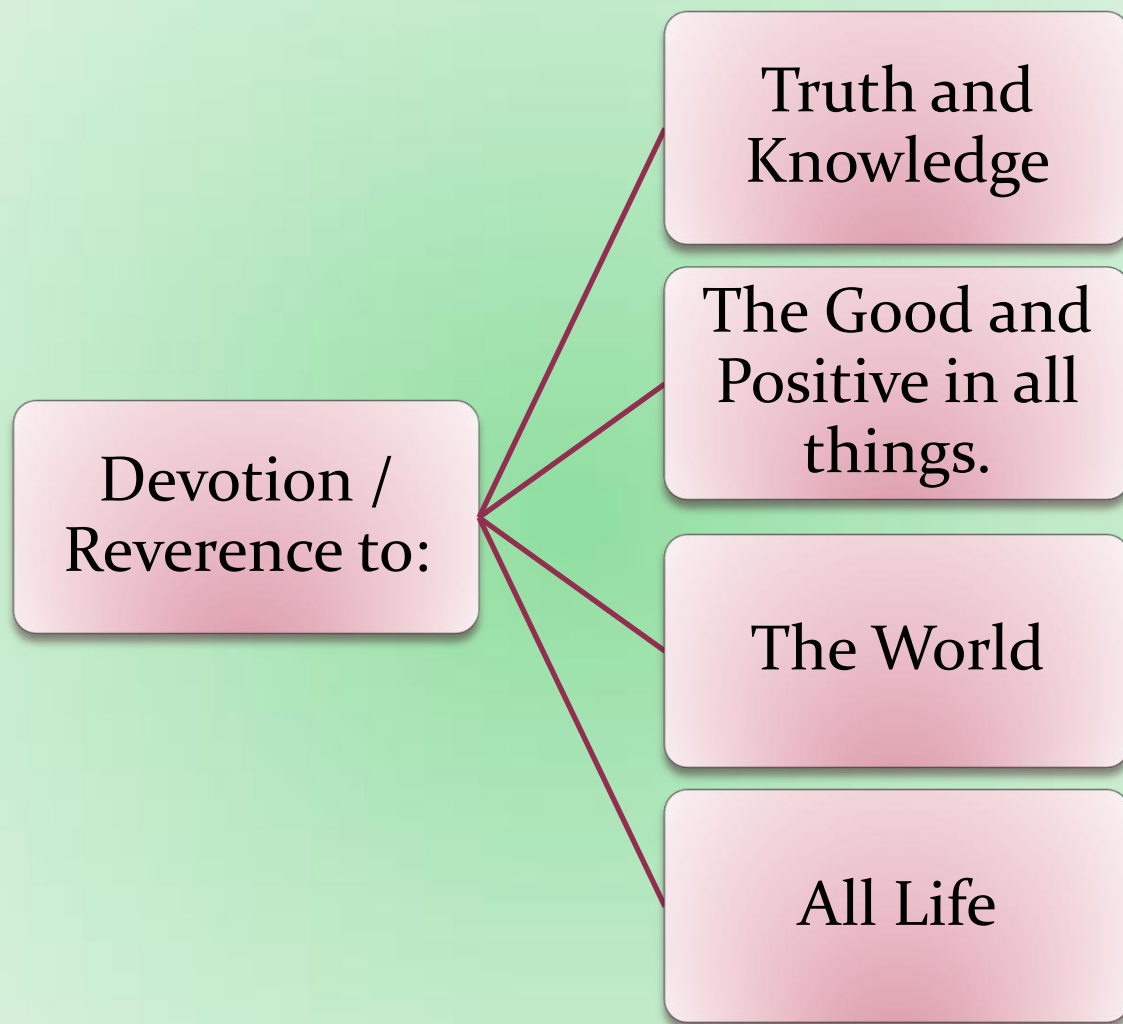 Devotion /
Reverence to:
Truth and
Knowledge
The Good and
Positive in all
things.
The World
All Life